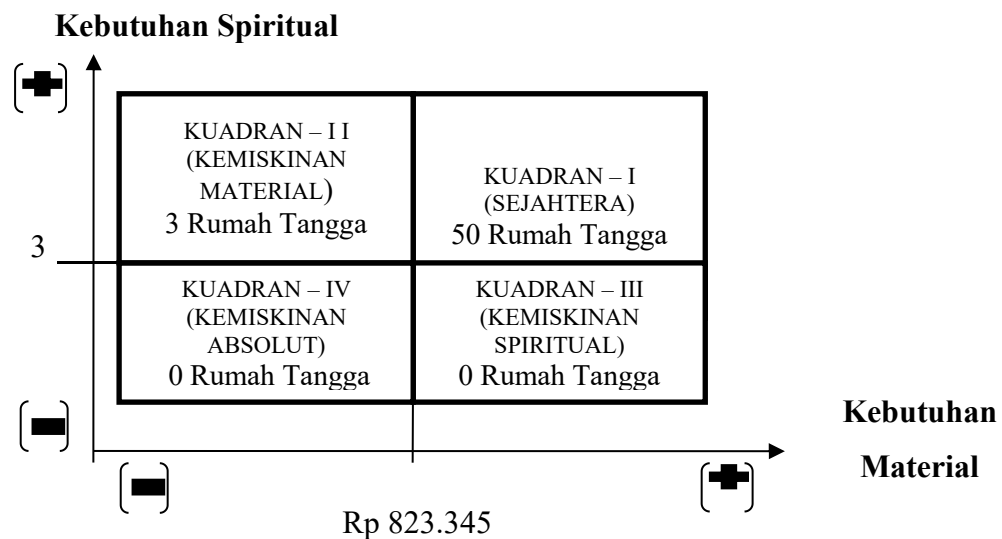 Kebutuhan Spiritual
KUADRAN – I I
(KEMISKINAN
MATERIAL)
3 Rumah Tangga
KUADRAN – I
(SEJAHTERA)
50 Rumah Tangga
3
KUADRAN – IV
(KEMISKINAN
ABSOLUT)
0 Rumah Tangga
KUADRAN – III
(KEMISKINAN
SPIRITUAL)
0 Rumah Tangga
Kebutuhan
Material
Rp 823.345